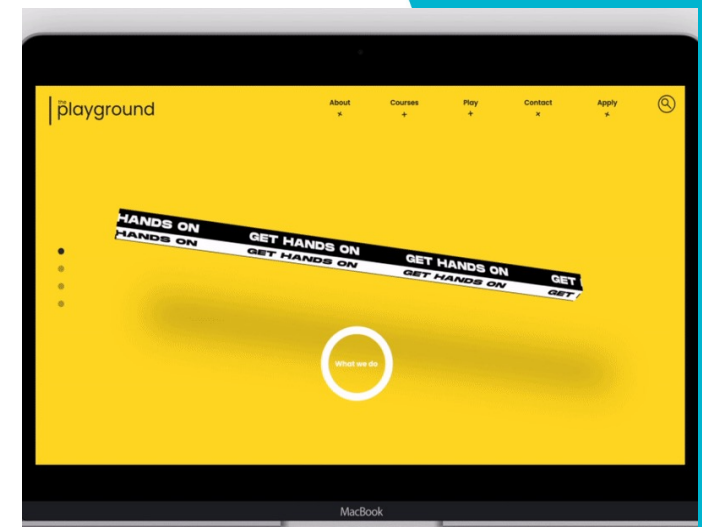 the
playground
About Courses Play Contact Apply
HANDS ON GET HANDS ON GET HANDS ON GET
HANDS ON GET HANDS ON GET HANDS ON GET
What we do
MacBook